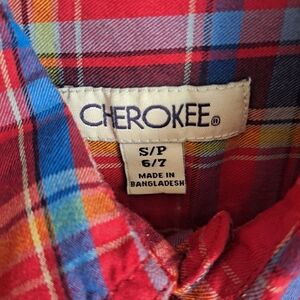 CHEROKEE®
S/P
6/7
MADE IN
BANGLADESH